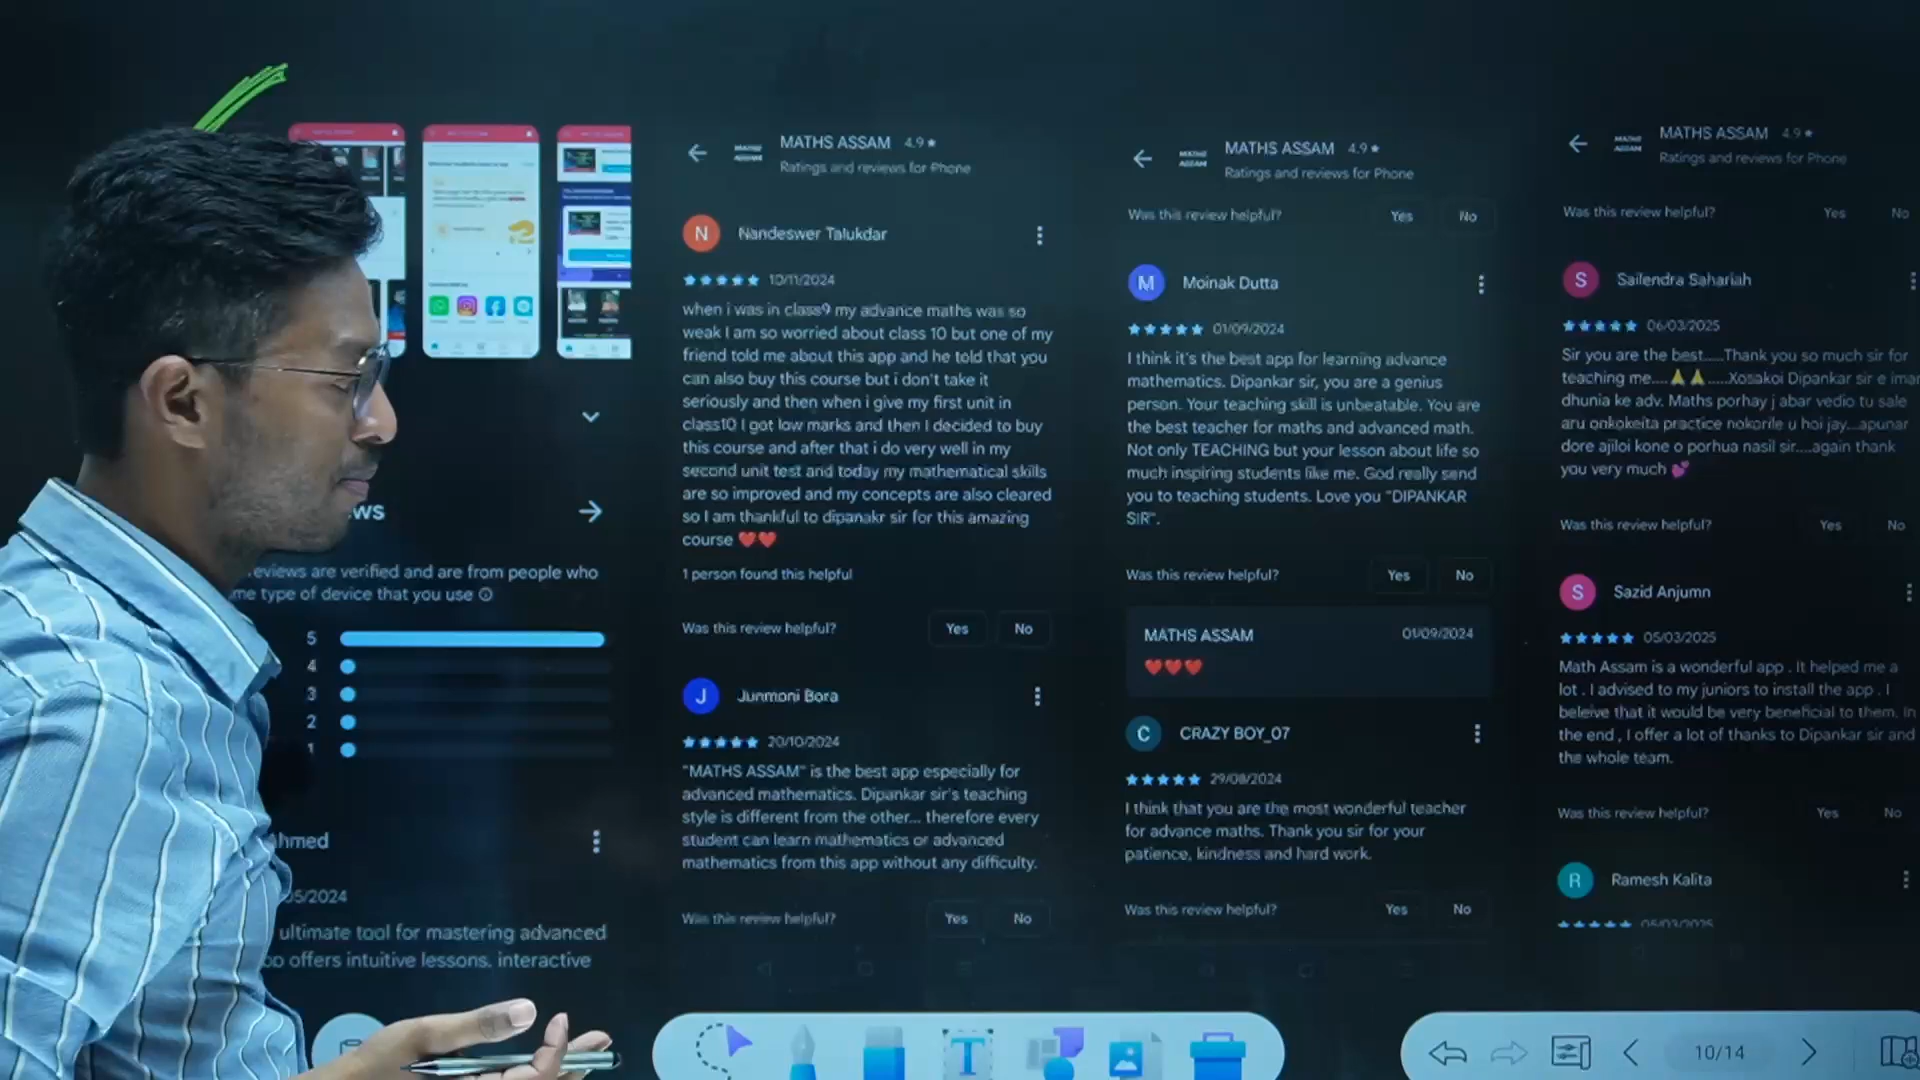 ws
eviews are verified and are from people who
me type of device that you use
5
4
3
2
1
hmed
05/2024
ultimate tool for mastering advanced
offers intuitive lessons, interactive
MATHS ASSAM 4.9★
Ratings and reviews for Phone
N Nandeswer Talukdar
★★★★★ 10/11/2024
when i was in class9 my advance maths was so
weak I am so worried about class 10 but one of my
friend told me about this app and he told that you
can also buy this course but i don't take it
seriously and then when i give my first unit in
class10 I got low marks and then I decided to buy
this course and after that i do very well in my
second unit test and today my mathematical skills
are so improved and my concepts are also cleared
so I am thankful to dipanakr sir for this amazing
course ❤️❤️
1 person found this helpful
Was this review helpful? Yes No
J Junmoni Bora
★★★★★ 20/10/2024
"MATHS ASSAM" is the best app especially for
advanced mathematics. Dipankar sir's teaching
style is different from the other... therefore every
student can learn mathematics or advanced
mathematics from this app without any difficulty.
Was this review helpful? Yes No
MATHS ASSAM 4.9★
Ratings and reviews for Phone
Was this review helpful? Yes No
M Moinak Dutta
★★★★★ 01/09/2024
I think it's the best app for learning advance
mathematics. Dipankar sir, you are a genius
person. Your teaching skill is unbeatable. You are
the best teacher for maths and advanced math.
Not only TEACHING but your lesson about life so
much inspiring students like me. God really send
you to teaching students. Love you "DIPANKAR
SIR".
Was this review helpful? Yes No
MATHS ASSAM 01/09/2024
❤️❤️❤️
C CRAZY BOY_07
★★★★★ 29/08/2024
I think that you are the most wonderful teacher
for advance maths. Thank you sir for your
patience, kindness and hard work.
Was this review helpful? Yes No
MATHS ASSAM 4.9★
Ratings and reviews for Phone
Was this review helpful? Yes No
S Sailendra Sahariah
★★★★★ 06/03/2025
Sir you are the best.....Thank you so much sir for
teaching me....🙏🙏.....Xosakoi Dipankar sir e imar
dhunia ke adv. Maths porhay j abar vedio tu sale
aru onkokeita practice nokorile u hoi jay...apunar
dore ajiloi kone o porhua nasil sir....again thank
you very much 💕
Was this review helpful? Yes No
S Sazid Anjumn
★★★★★ 05/03/2025
Math Assam is a wonderful app . It helped me a
lot . I advised to my juniors to install the app . I
beleive that it would be very beneficial to them. In
the end , I offer a lot of thanks to Dipankar sir and
the whole team.
Was this review helpful? Yes No
R Ramesh Kalita
★★★★★ 05/03/2025
T
10/14